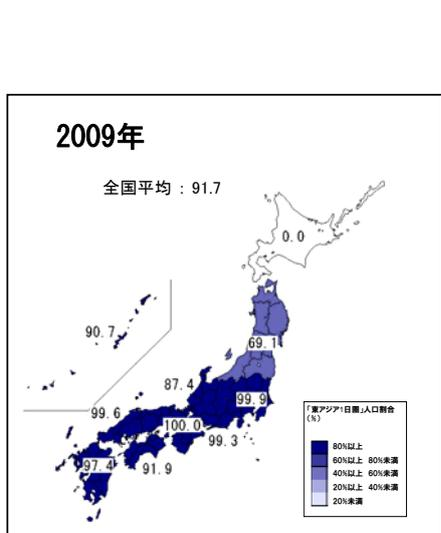 2009年
全国平均 : 91.7
0.0
90.7
69.1
87.4
99.9
99.6
100.0
99.3
97.4
91.9
「東アジア1日圏」人口割合
(%)
80%以上
60%以上 80%未満
40%以上 60%未満
20%以上 40%未満
20%未満